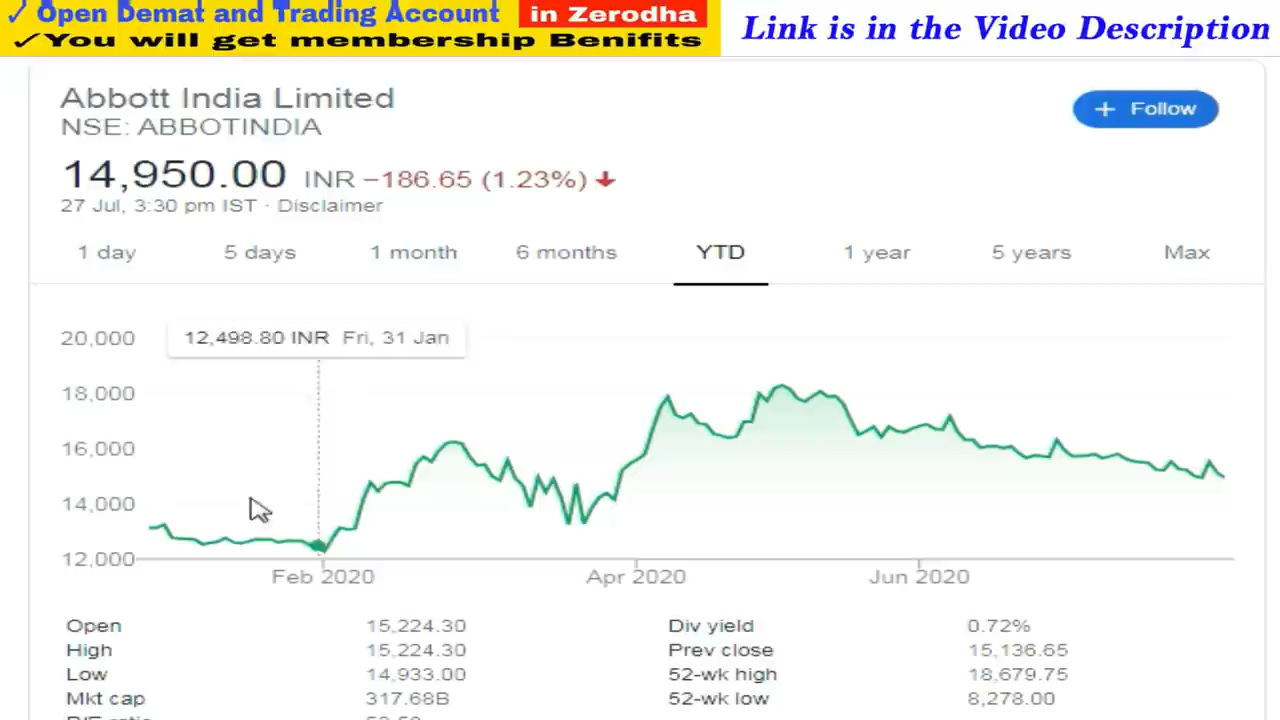 ✓ Open Demat and Trading Account in Zerodha
✓You will get membership Benifits
Link is in the Video Description
Abbott India Limited
NSE: ABBOTINDIA
+ Follow
14,950.00 INR −186.65 (1.23%)
27 Jul, 3:30 pm IST · Disclaimer
1 day 5 days 1 month 6 months YTD 1 year 5 years Max
20,000
12,498.80 INR Fri, 31 Jan
18,000
16,000
14,000
12,000
Feb 2020 Apr 2020 Jun 2020
Open 15,224.30 Div yield 0.72%
High 15,224.30 Prev close 15,136.65
Low 14,933.00 52-wk high 18,679.75
Mkt cap 317.68B 52-wk low 8,278.00